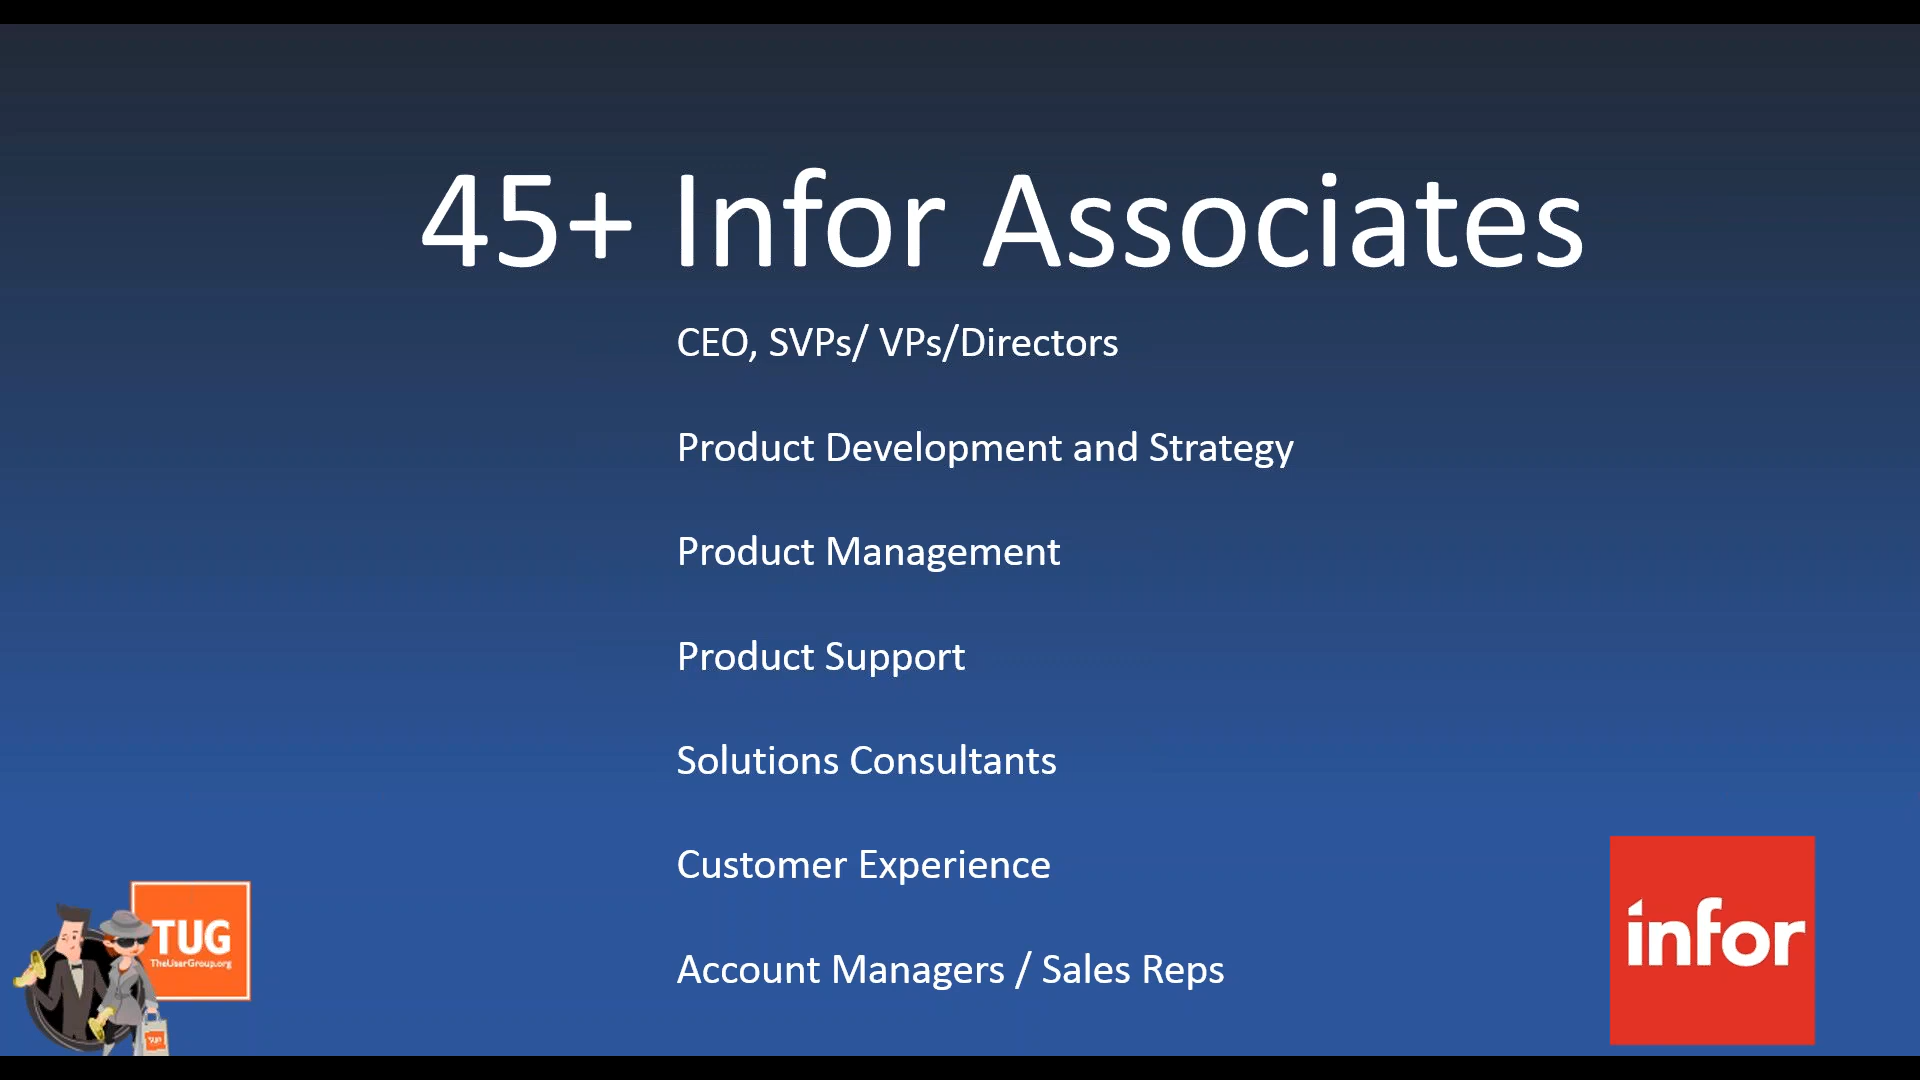 45+ Infor Associates
CEO, SVPs/ VPs/Directors
Product Development and Strategy
Product Management
Product Support
Solutions Consultants
Customer Experience
Account Managers / Sales Reps
TUG
TheUserGroup.org
TUG
infor